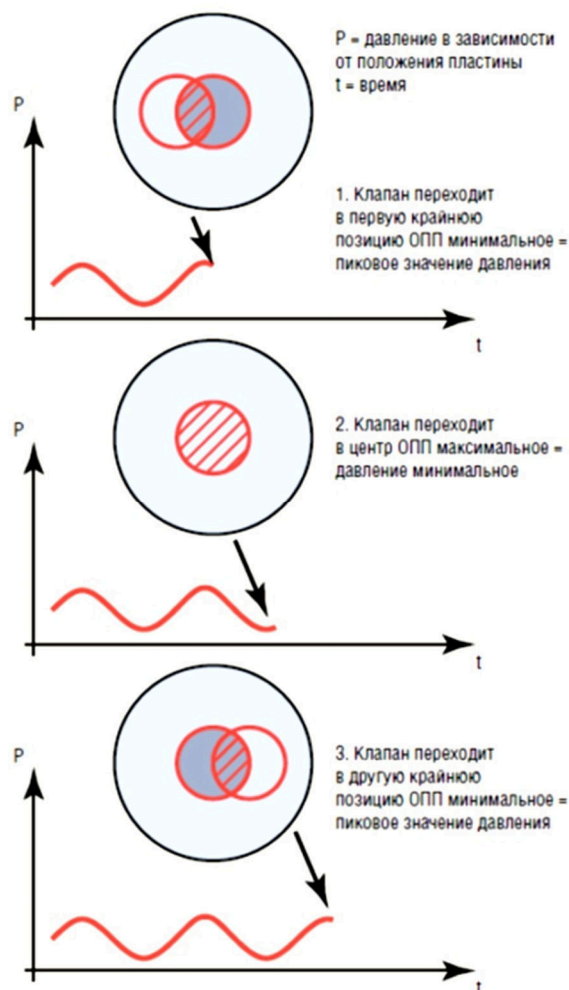 P = давление в зависимости
от положения пластины
t = время
P
1. Клапан переходит
в первую крайнюю
позицию ОПП минимальное =
пиковое значение давления
t
P
2. Клапан переходит
в центр ОПП максимальное =
давление минимальное
t
P
3. Клапан переходит
в другую крайнюю
позицию ОПП минимальное =
пиковое значение давления
t